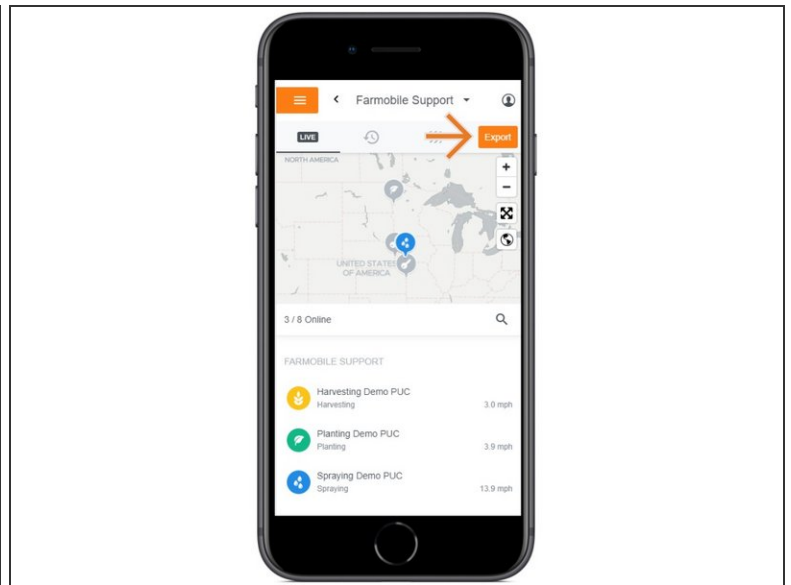 Farmobile Support
LIVE
Export
NORTH AMERICA
+
−
UNITED STATES
OF AMERICA
3 / 8 Online
FARMOBILE SUPPORT
Harvesting Demo PUC
Harvesting
3.0 mph
Planting Demo PUC
Planting
3.9 mph
Spraying Demo PUC
Spraying
13.9 mph